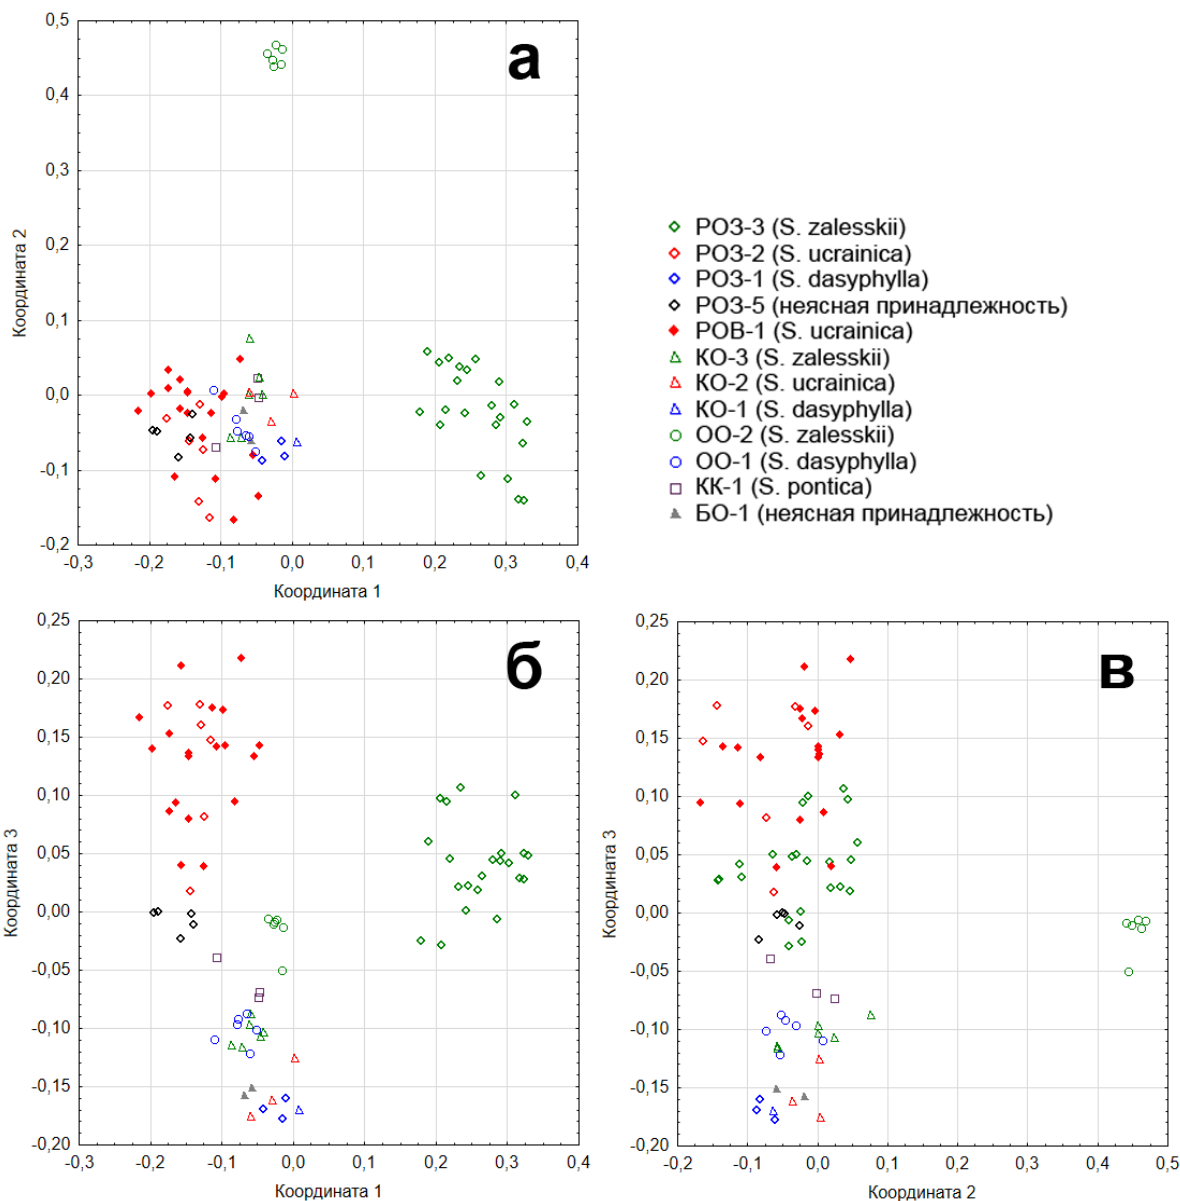 0,5
а
0,4
0,3
0,2
0,1
0,0
-0,1
-0,2
Координата 2
-0,3 -0,2 -0,1 0,0 0,1 0,2 0,3 0,4
Координата 1
РОЗ-3 (S. zalesskii)
РОЗ-2 (S. ucrainica)
РОЗ-1 (S. dasyphylla)
РОЗ-5 (неясная принадлежность)
РОВ-1 (S. ucrainica)
КО-3 (S. zalesskii)
КО-2 (S. ucrainica)
КО-1 (S. dasyphylla)
ОО-2 (S. zalesskii)
ОО-1 (S. dasyphylla)
КК-1 (S. pontica)
БО-1 (неясная принадлежность)
0,25
б
0,20
0,15
0,10
0,05
0,00
-0,05
-0,10
-0,15
-0,20
Координата 3
-0,3 -0,2 -0,1 0,0 0,1 0,2 0,3 0,4
Координата 1
0,25
в
0,20
0,15
0,10
0,05
0,00
-0,05
-0,10
-0,15
-0,20
Координата 3
-0,2 -0,1 0,0 0,1 0,2 0,3 0,4 0,5
Координата 2